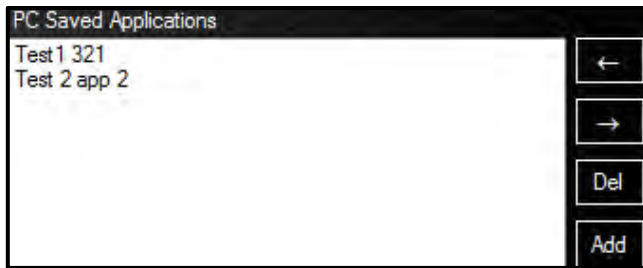 PC Saved Applications
Test1 321
Test 2 app 2
←
→
Del
Add